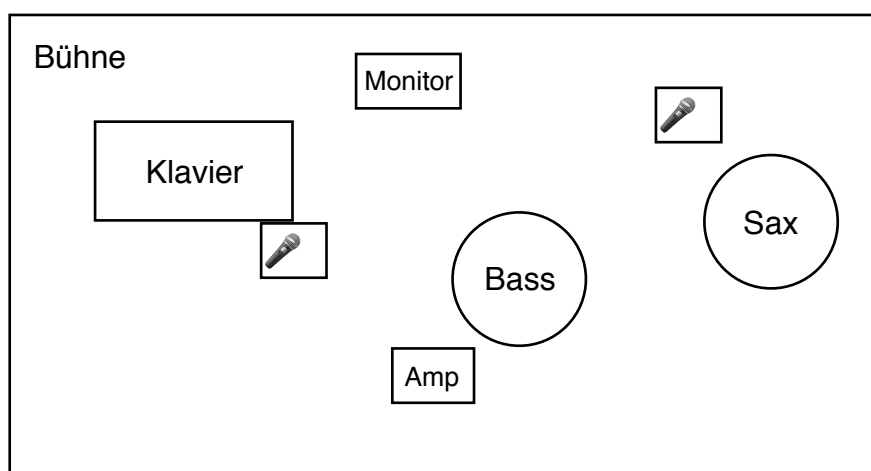 Bühne
Monitor
Klavier
Sax
Bass
Amp